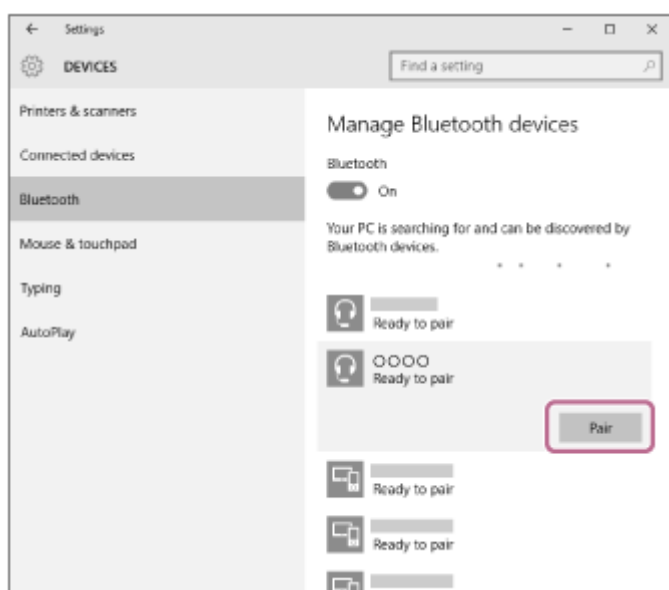 Settings
DEVICES
Find a setting
Printers & scanners
Connected devices
Bluetooth
Mouse & touchpad
Typing
AutoPlay
Manage Bluetooth devices
Bluetooth
On
Your PC is searching for and can be discovered by
Bluetooth devices.
Ready to pair
OOOO
Ready to pair
Pair
Ready to pair
Ready to pair